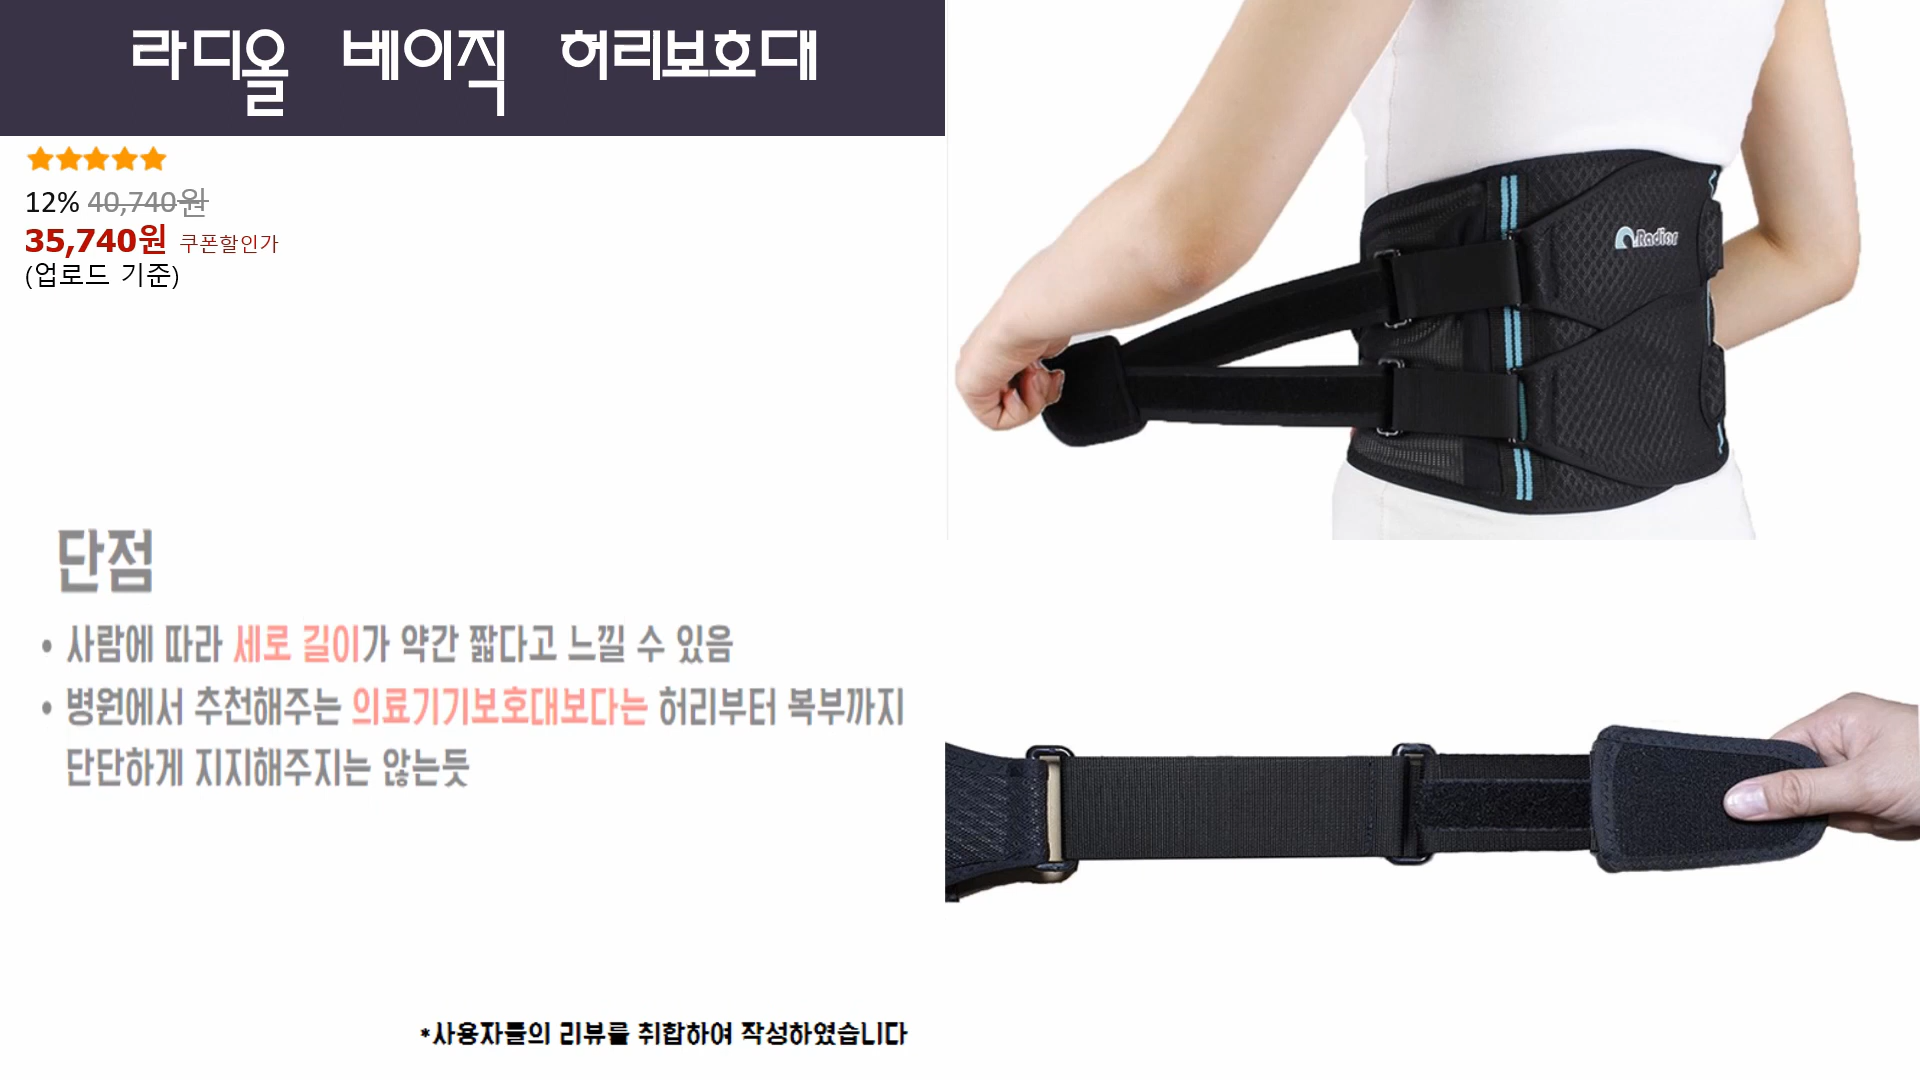 라디올 베이직 허리보호대
12% 40,740원
35,740원 쿠폰할인가
(업로드 기준)
Radior
단점
• 사람에 따라 세로 길이가 약간 짧다고 느낄 수 있음
• 병원에서 추천해주는 의료기기보호대보다는 허리부터 복부까지
단단하게 지지해주지는 않는듯
*사용자들의 리뷰를 취합하여 작성하였습니다